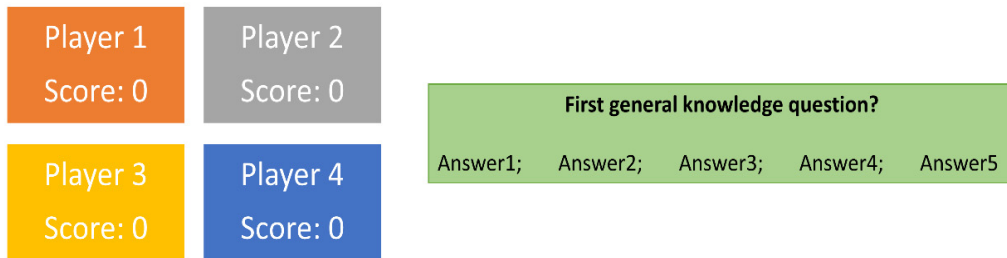 Player 1
Score: 0
Player 2
Score: 0
Player 3
Score: 0
Player 4
Score: 0
First general knowledge question?
Answer1; Answer2; Answer3; Answer4; Answer5